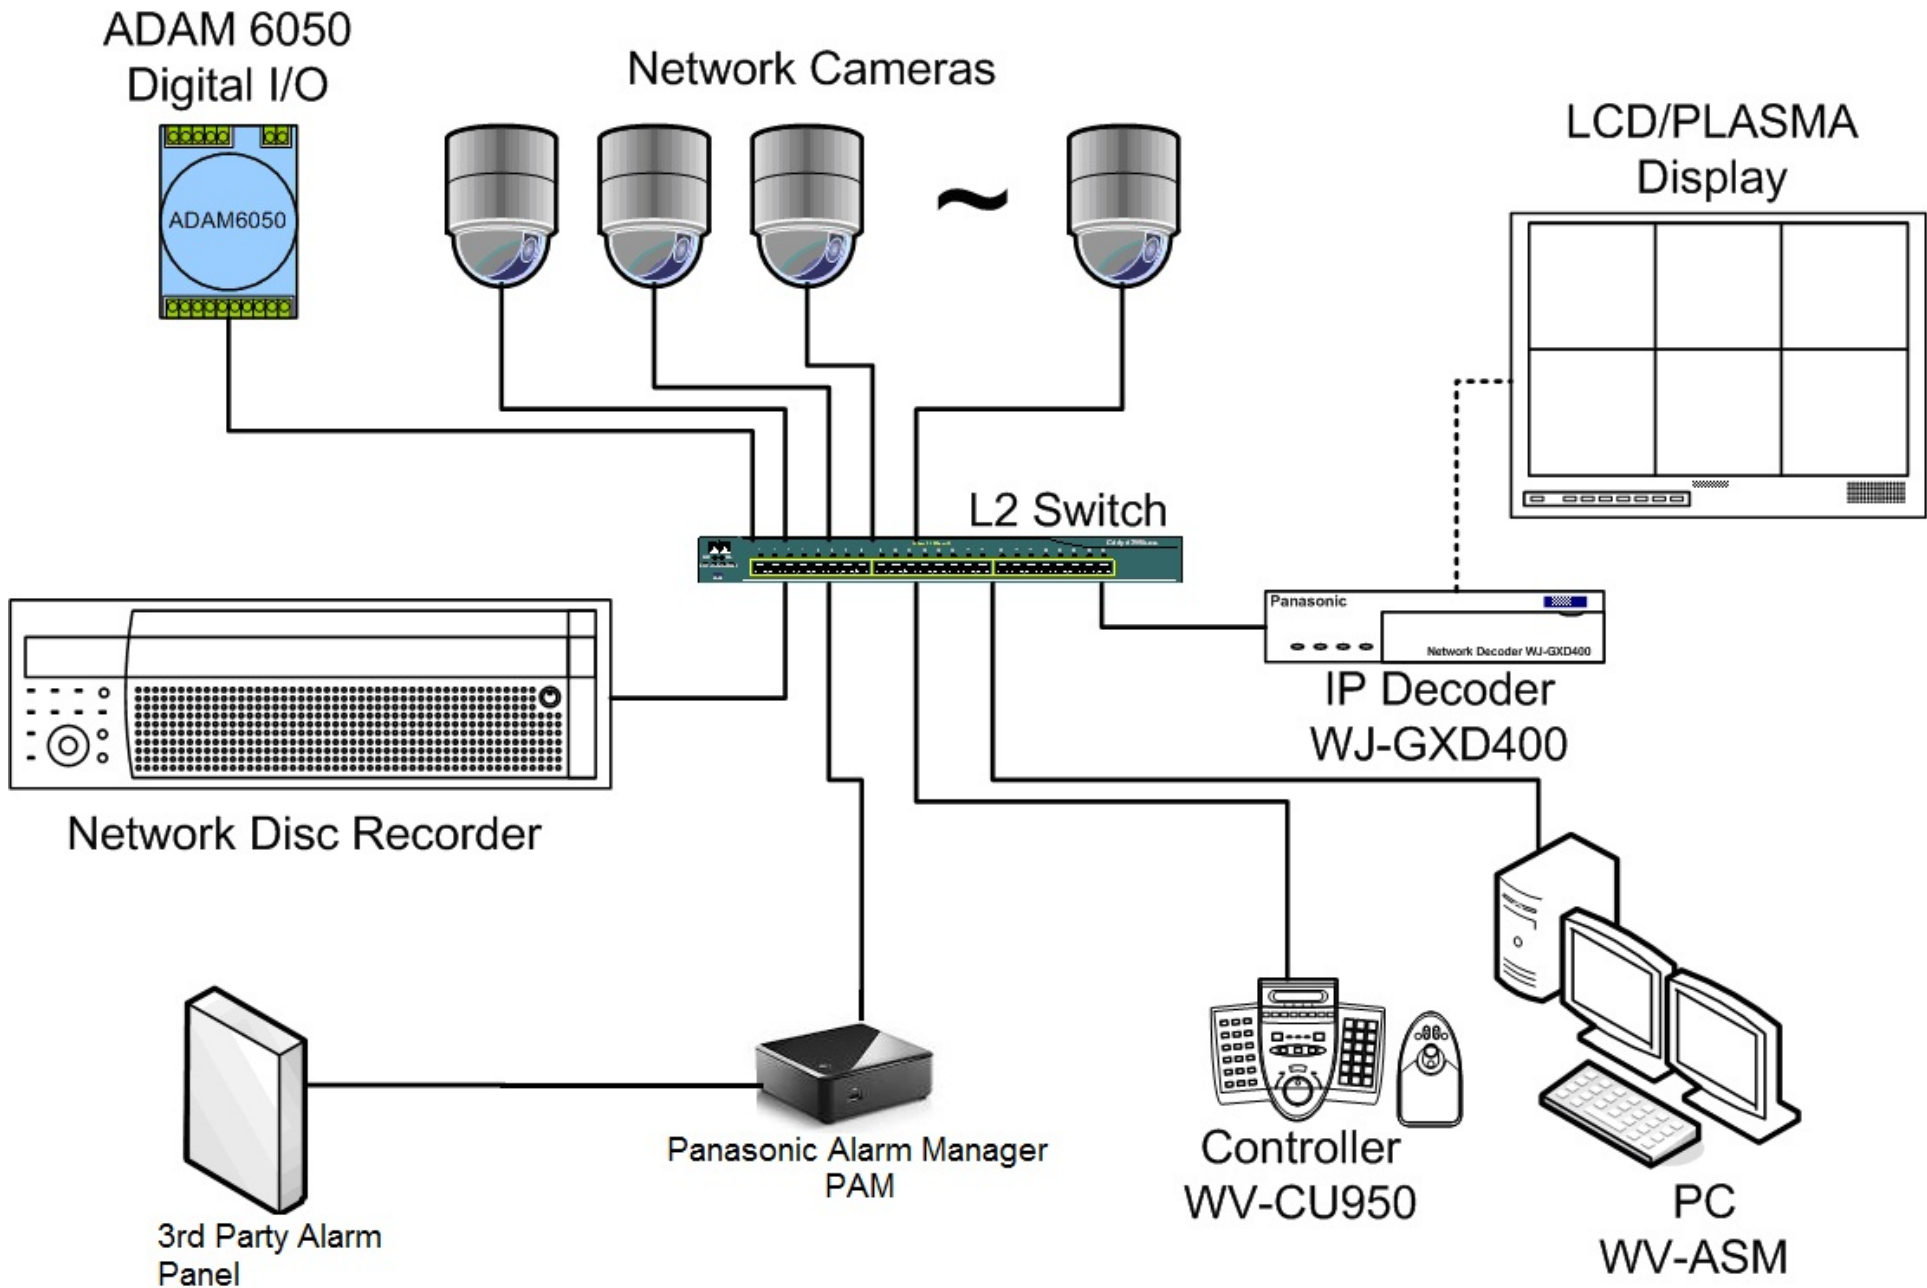 ADAM 6050
Digital I/O
Network Cameras
LCD/PLASMA
Display
ADAM6050
L2 Switch
Panasonic
Network Decoder WJ-GXD400
IP Decoder
WJ-GXD400
Network Disc Recorder
Panasonic Alarm Manager
PAM
Controller
WV-CU950
PC
WV-ASM
3rd Party Alarm
Panel